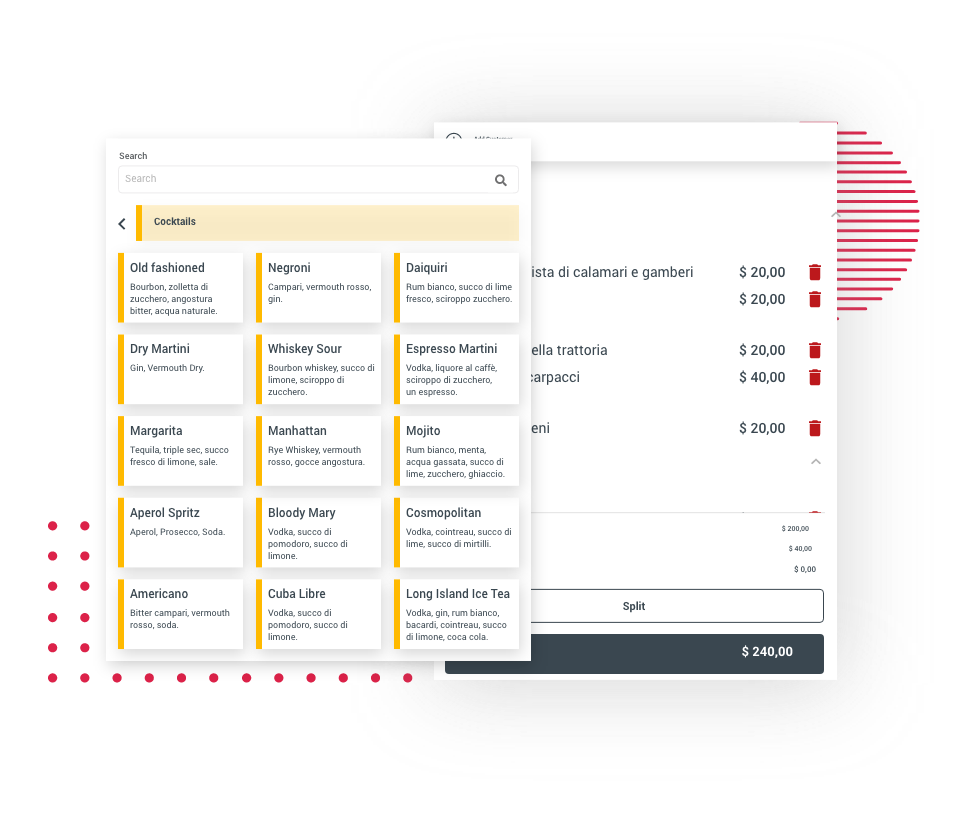 Search
Search
Cocktails
Old fashioned
Bourbon, zolletta di
zucchero, angostura
bitter, acqua naturale.
Negroni
Campari, vermouth rosso,
gin.
Daiquiri
Rum bianco, succo di lime
fresco, sciroppo zucchero.
Dry Martini
Gin, Vermouth Dry.
Whiskey Sour
Bourbon whiskey, succo di
limone, sciroppo di
zucchero.
Espresso Martini
Vodka, liquore al caffè,
sciroppo di zucchero,
un espresso.
Margarita
Tequila, triple sec, succo
fresco di limone, sale.
Manhattan
Rye Whiskey, vermouth
rosso, gocce angostura.
Mojito
Rum bianco, menta,
acqua gassata, succo di
lime, zucchero, ghiaccio.
Aperol Spritz
Aperol, Prosecco, Soda.
Bloody Mary
Vodka, succo di
pomodoro, succo di
limone.
Cosmopolitan
Vodka, cointreau, succo di
lime, succo di mirtilli.
Americano
Bitter campari, vermouth
rosso, soda.
Cuba Libre
Vodka, succo di
pomodoro, succo di
limone.
Long Island Ice Tea
Vodka, gin, rum bianco,
bacardi, cointreau, succo
di limone, coca cola.
ista di calamari e gamberi $ 20,00
$ 20,00
ella trattoria $ 20,00
carpacci $ 40,00
eni $ 20,00
$ 200,00
$ 40,00
$ 0,00
Split
$ 240,00